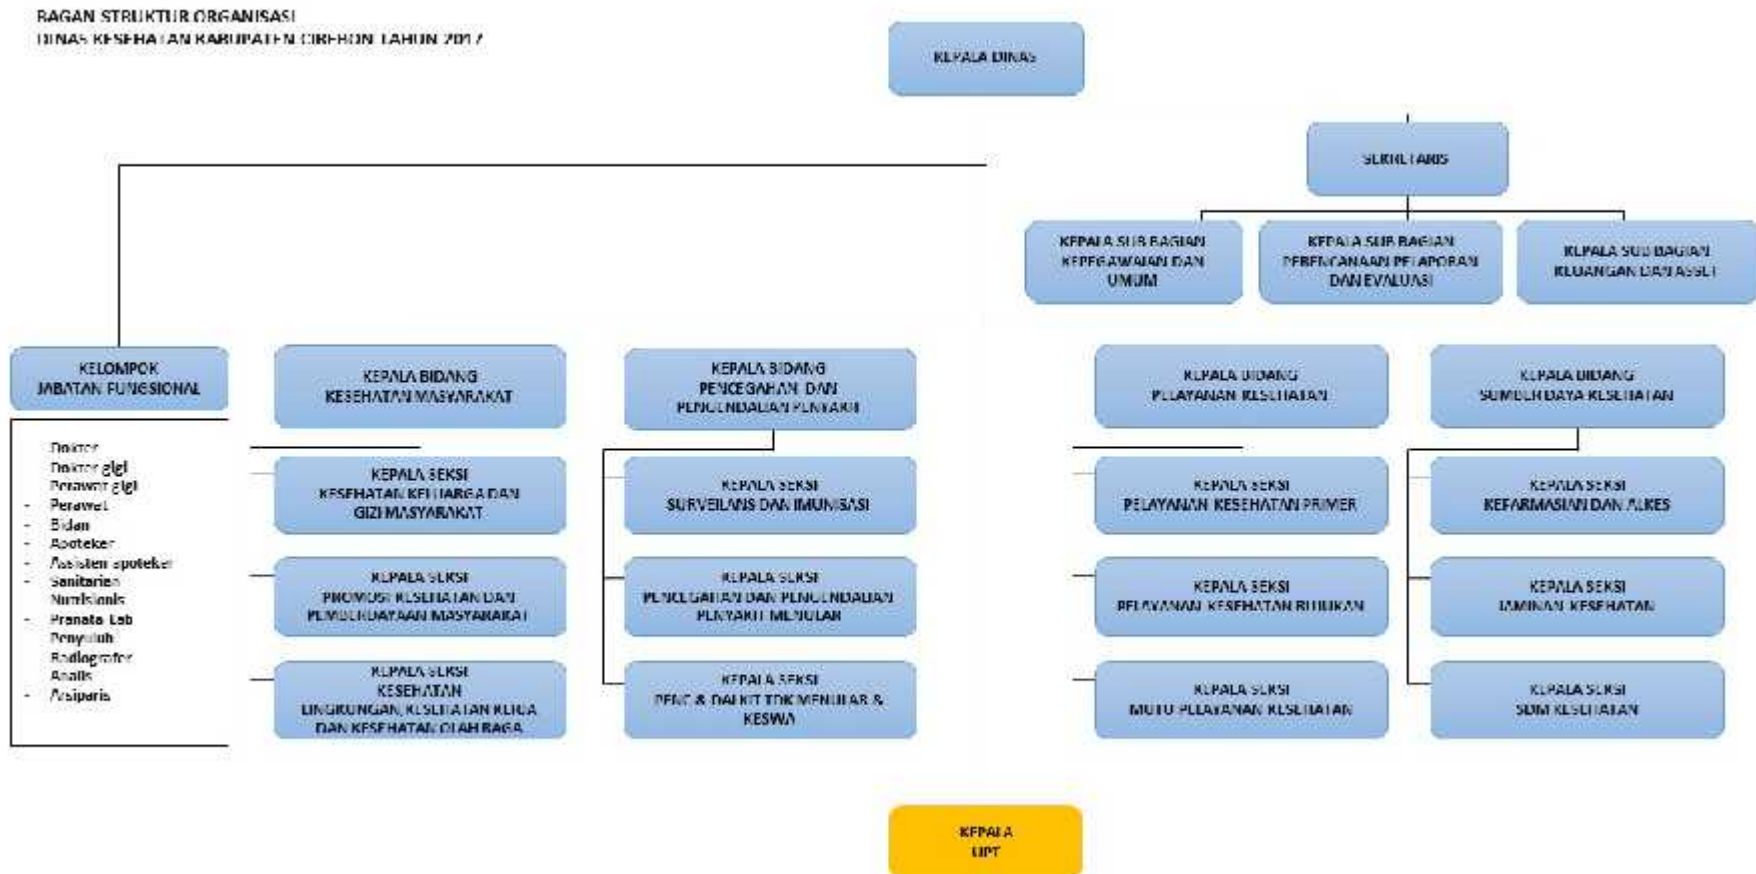 BAGAN STRUKTUR ORGANISASI
DINAS KESEHATAN KABUPATEN CIREBON TAHUN 2017
KEPALA DINAS
SEKRETARIS
KEPALA SUB BAGIAN
KEPEGAWAIAN DAN
UMUM
KEPALA SUB BAGIAN
PERENCANAAN PELAPORAN
DAN EVALUASI
KEPALA SUB BAGIAN
KEUANGAN DAN ASSET
KELOMPOK
JABATAN FUNGSIONAL
KEPALA BIDANG
KESEHATAN MASYARAKAT
KEPALA BIDANG
PENCEGAHAN DAN
PENGENDALIAN PENYAKIT
KEPALA BIDANG
PELAYANAN KESEHATAN
KEPALA BIDANG
SUMBER DAYA KESEHATAN
Dokter
Dokter gigi
Perawat gigi
- Perawat
- Bidan
- Apoteker
- Assisten apoteker
- Sanitarian
Nutrisionis
- Pranata Lab
Penyuluh
Radiografer
Analis
- Arsiparis
KEPALA SEKSI
KESEHATAN KELUARGA DAN
GIZI MASYARAKAT
KEPALA SEKSI
SURVEILANS DAN IMUNISASI
KEPALA SEKSI
PELAYANAN KESEHATAN PRIMER
KEPALA SEKSI
KEFARMASIAN DAN ALKES
KEPALA SEKSI
PROMOSI KESEHATAN DAN
PEMBERDAYAAN MASYARAKAT
KEPALA SEKSI
PENCEGAHAN DAN PENGENDALIAN
PENYAKIT MENULAR
KEPALA SEKSI
PELAYANAN KESEHATAN RUJUKAN
KEPALA SEKSI
JAMINAN KESEHATAN
KEPALA SEKSI
KESEHATAN
LINGKUNGAN, KESEHATAN KERJA
DAN KESEHATAN OLAH RAGA
KEPALA SEKSI
PENC & DALKIT TDK MENULAR &
KESWA
KEPALA SEKSI
MUTU PELAYANAN KESEHATAN
KEPALA SEKSI
SDM KESEHATAN
KEPALA
UPT